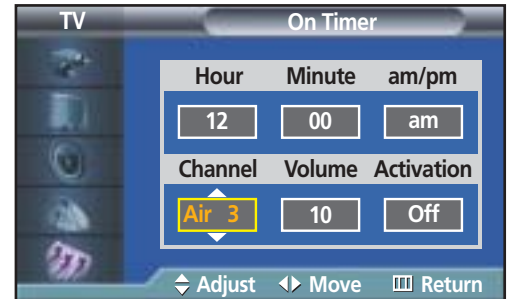 TV On Timer
Hour Minute am/pm
12 00 am
Channel Volume Activation
Air 3 10 Off
Adjust Move Return